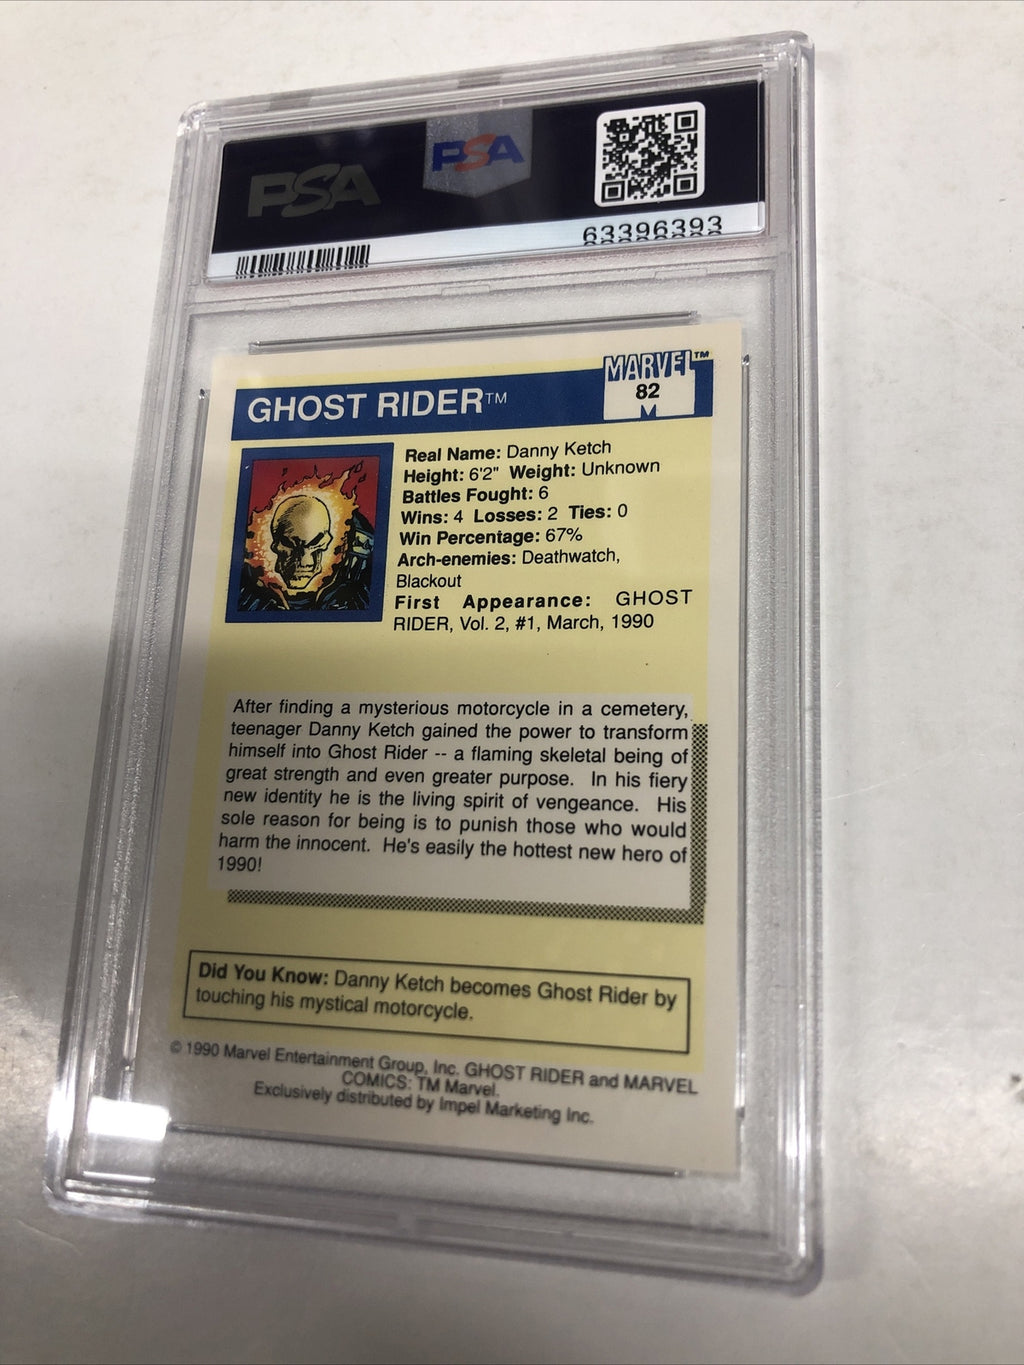 PSA
PSA
63396393
MARVEL™
82
GHOST RIDER™
Real Name: Danny Ketch
Height: 6'2" Weight: Unknown
Battles Fought: 6
Wins: 4 Losses: 2 Ties: 0
Win Percentage: 67%
Arch-enemies: Deathwatch,
Blackout
First Appearance: GHOST
RIDER, Vol. 2, #1, March, 1990
After finding a mysterious motorcycle in a cemetery,
teenager Danny Ketch gained the power to transform
himself into Ghost Rider -- a flaming skeletal being of
great strength and even greater purpose. In his fiery
new identity he is the living spirit of vengeance. His
sole reason for being is to punish those who would
harm the innocent. He's easily the hottest new hero of
1990!
Did You Know: Danny Ketch becomes Ghost Rider by
touching his mystical motorcycle.
© 1990 Marvel Entertainment Group, Inc. GHOST RIDER and MARVEL
COMICS: TM Marvel.
Exclusively distributed by Impel Marketing Inc.